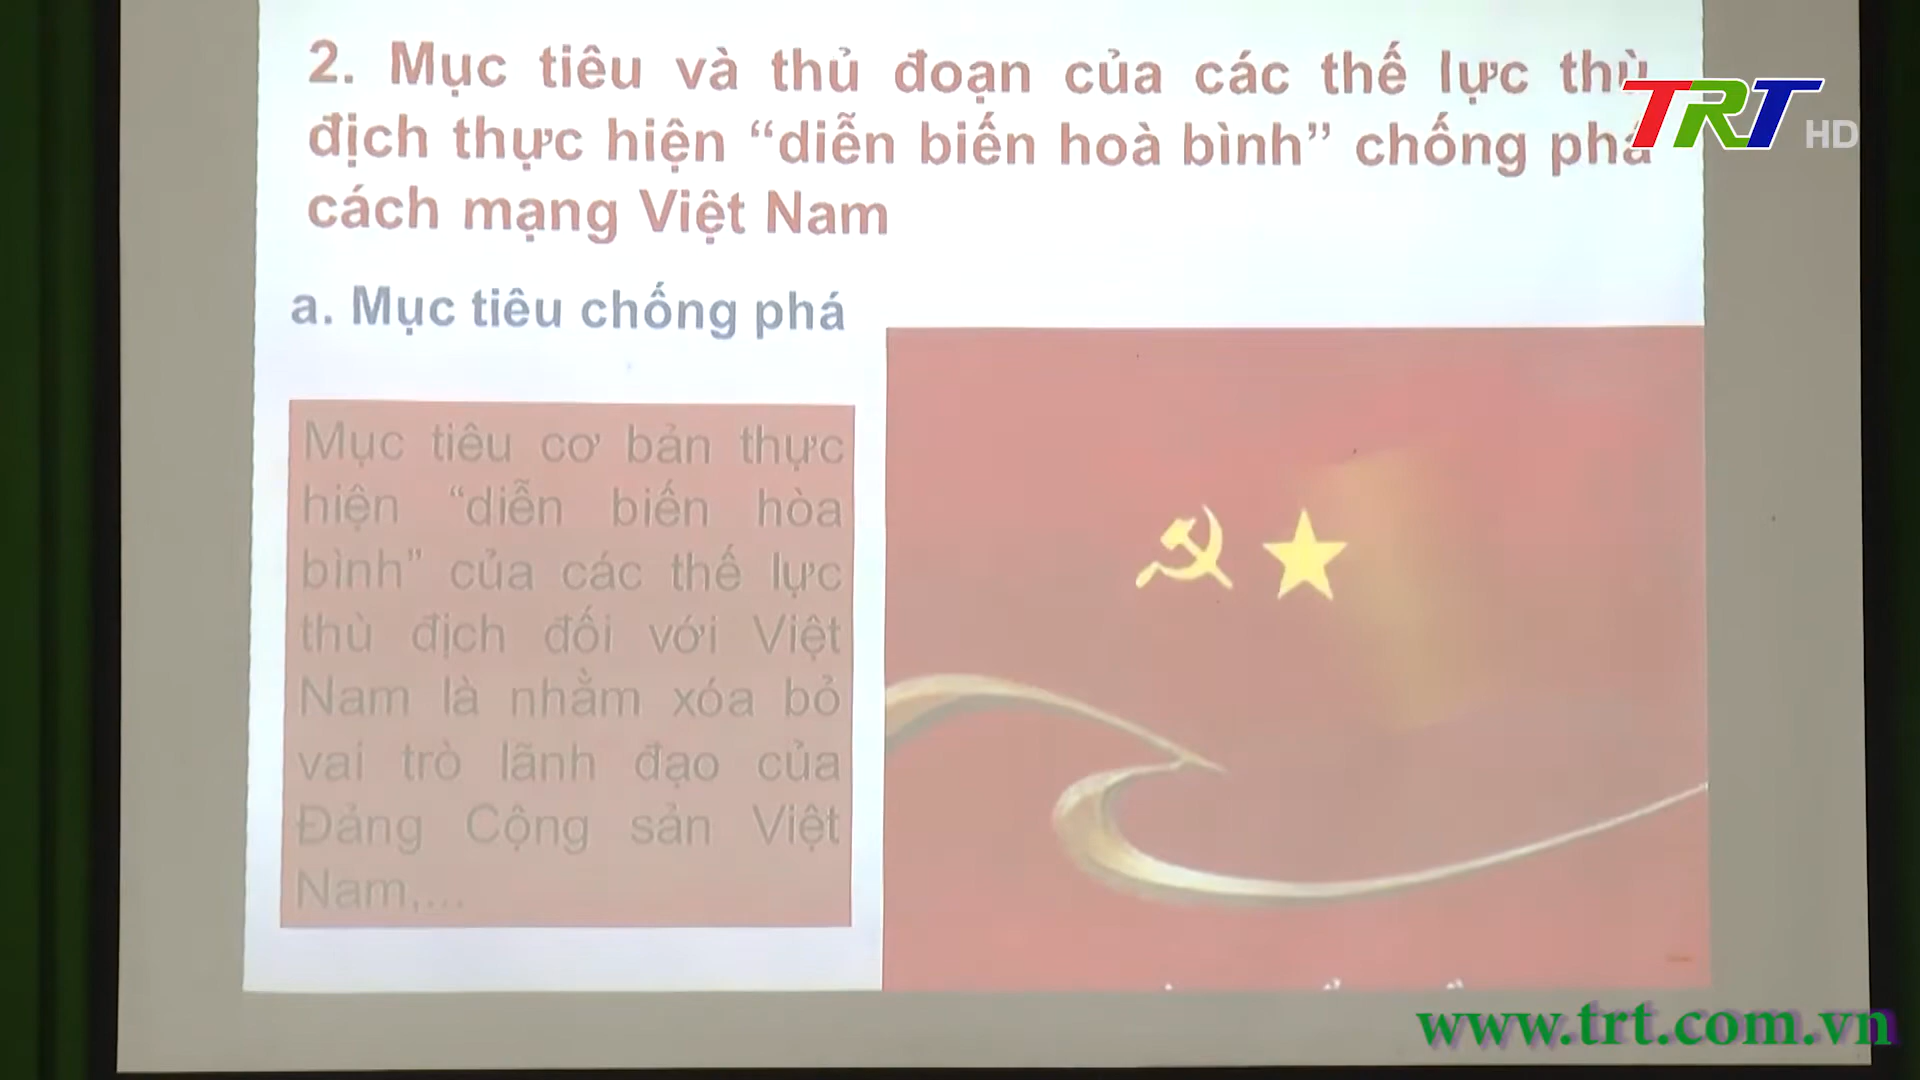 2. Mục tiêu và thủ đoạn của các thế lực thù
địch thực hiện “diễn biến hoà bình” chống phá
cách mạng Việt Nam
a. Mục tiêu chống phá
Mục tiêu cơ bản thực
hiện “diễn biến hòa
bình” của các thế lực
thù địch đối với Việt
Nam là nhằm xóa bỏ
vai trò lãnh đạo của
Đảng Cộng sản Việt
Nam,...
TRT HD
www.trt.com.vn